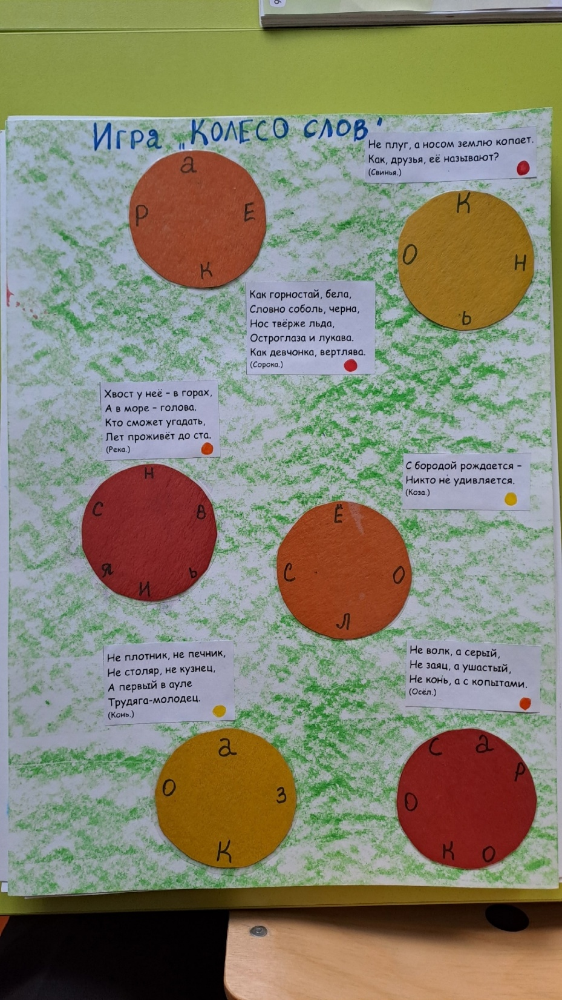 Игра „Колесо слов"
Не плуг, а носом землю копает.
Как, друзья, её называют?
(Свинья.)
а
Р Е
К
К
О Н
Ь
Как горностай, бела,
Словно соболь, черна,
Нос твёрже льда,
Остроглаза и лукава.
Как девчонка, вертлява.
(Сорока.)
Хвост у неё – в горах,
А в море – голова.
Кто сможет угадать,
Лет проживёт до ста.
(Река.)
С бородой рождается –
Никто не удивляется.
(Коза.)
Н
С В
Я Ь
И
Ё
С О
Л
Не плотник, не печник,
Не столяр, не кузнец,
А первый в ауле
Трудяга-молодец.
(Конь.)
Не волк, а серый,
Не заяц, а ушастый,
Не конь, а с копытами.
(Осёл.)
а
О З
К
С а
Р
О
К О